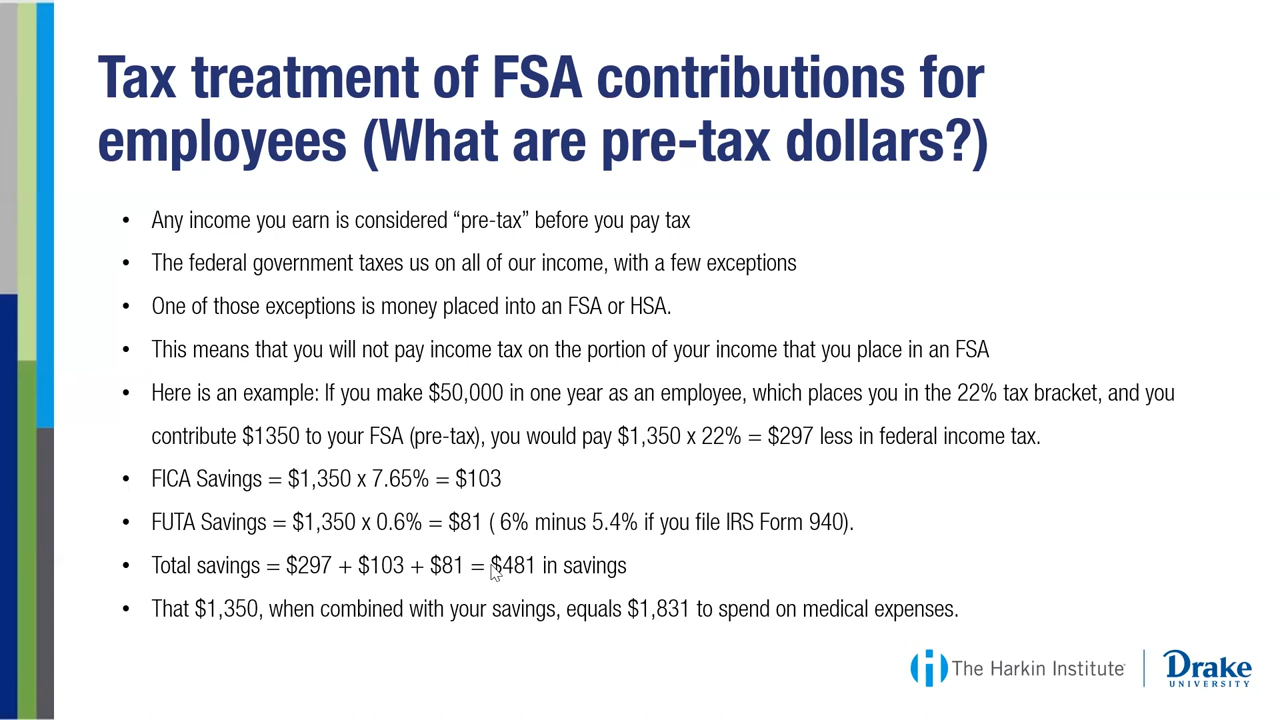 Tax treatment of FSA contributions for
employees (What are pre-tax dollars?)
• Any income you earn is considered “pre-tax” before you pay tax
• The federal government taxes us on all of our income, with a few exceptions
• One of those exceptions is money placed into an FSA or HSA.
• This means that you will not pay income tax on the portion of your income that you place in an FSA
• Here is an example: If you make $50,000 in one year as an employee, which places you in the 22% tax bracket, and you
contribute $1350 to your FSA (pre-tax), you would pay $1,350 x 22% = $297 less in federal income tax.
• FICA Savings = $1,350 x 7.65% = $103
• FUTA Savings = $1,350 x 0.6% = $81 ( 6% minus 5.4% if you file IRS Form 940).
• Total savings = $297 + $103 + $81 = $481 in savings
• That $1,350, when combined with your savings, equals $1,831 to spend on medical expenses.
The Harkin Institute
Drake
UNIVERSITY